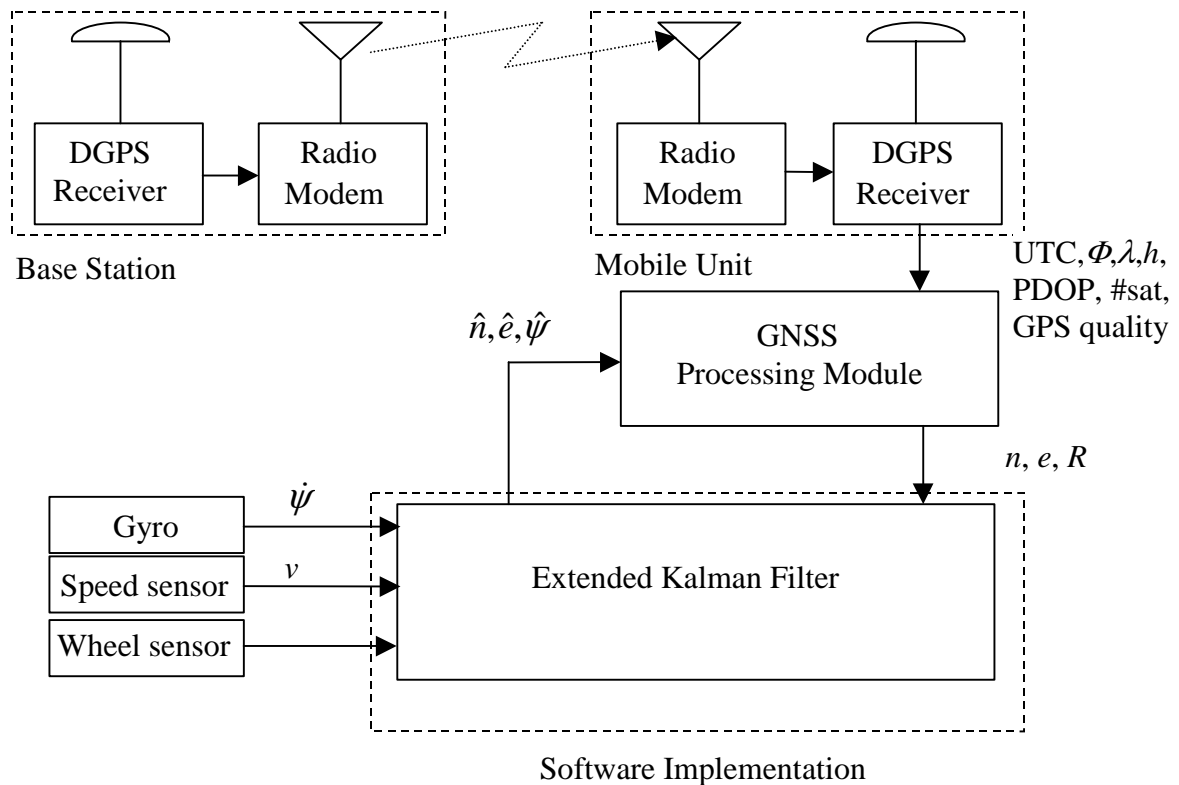 DGPS
Receiver
Radio
Modem
Base Station
Radio
Modem
DGPS
Receiver
Mobile Unit
UTC,Φ,λ,h,
PDOP, #sat,
GPS quality
n̂,ê,ψ̂
GNSS
Processing Module
n, e, R
Gyro
ψ̇
Speed sensor
v
Wheel sensor
Extended Kalman Filter
Software Implementation